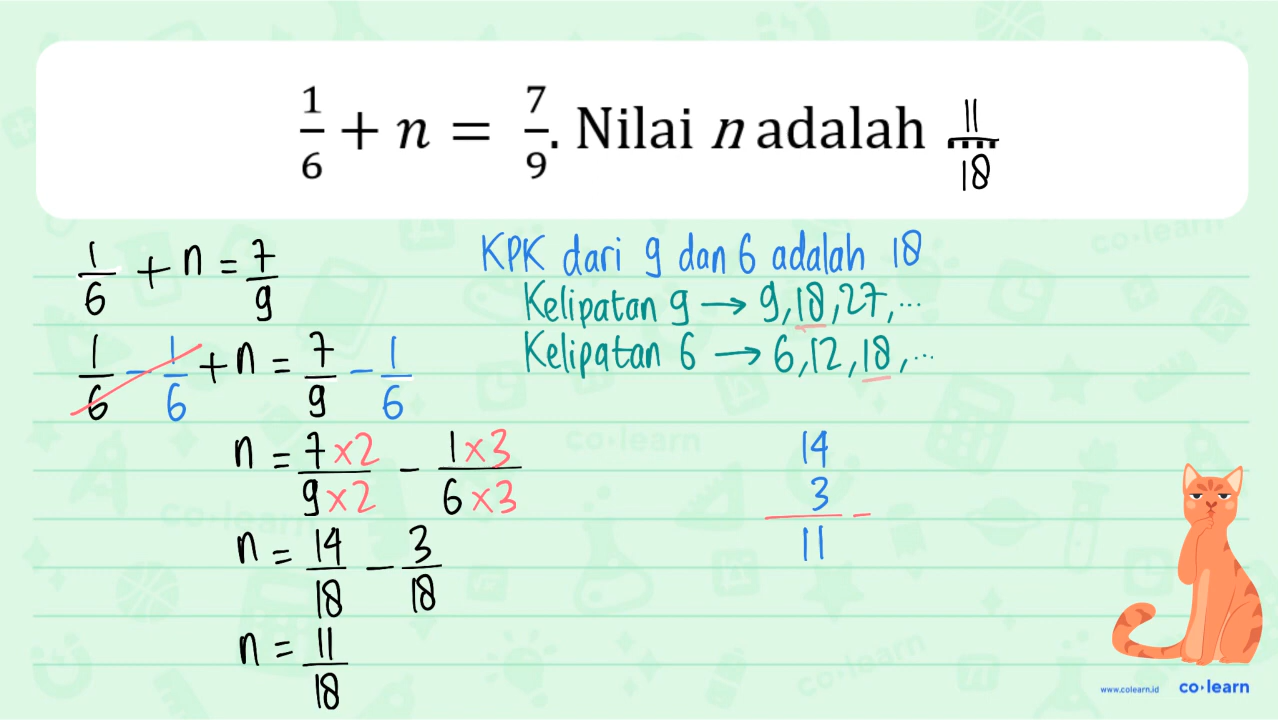 1/6 + n = 7/9. Nilai n adalah 11/18
1/6 + n = 7/9
1/6 - 1/6 + n = 7/9 - 1/6
n = 7×2/9×2 - 1×3/6×3
n = 14/18 - 3/18
n = 11/18
KPK dari 9 dan 6 adalah 18
Kelipatan 9 → 9, 18, 27, ...
Kelipatan 6 → 6, 12, 18, ...
14
3 -
11
www.colearn.id co·learn